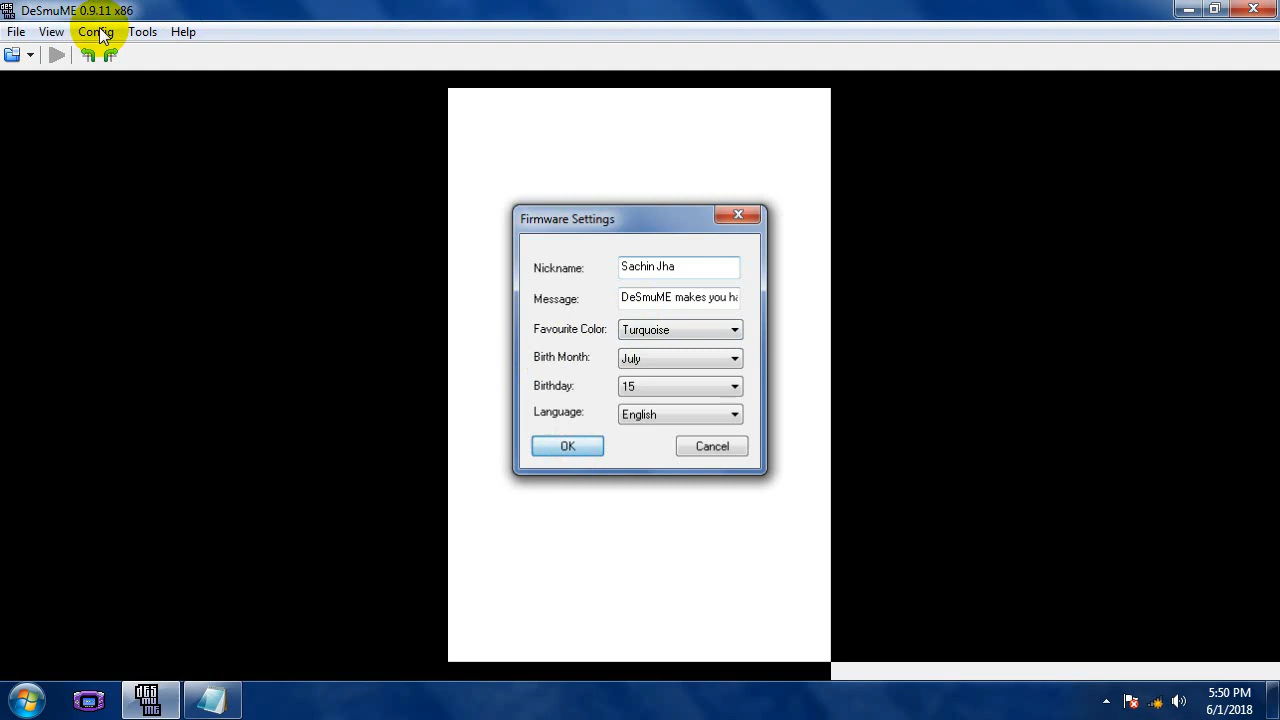 DeSmuME 0.9.11 x86
File View Config Tools Help
Firmware Settings
Nickname: Sachin Jha
Message: DeSmuME makes you ha
Favourite Color: Turquoise
Birth Month: July
Birthday: 15
Language: English
OK Cancel
5:50 PM
6/1/2018